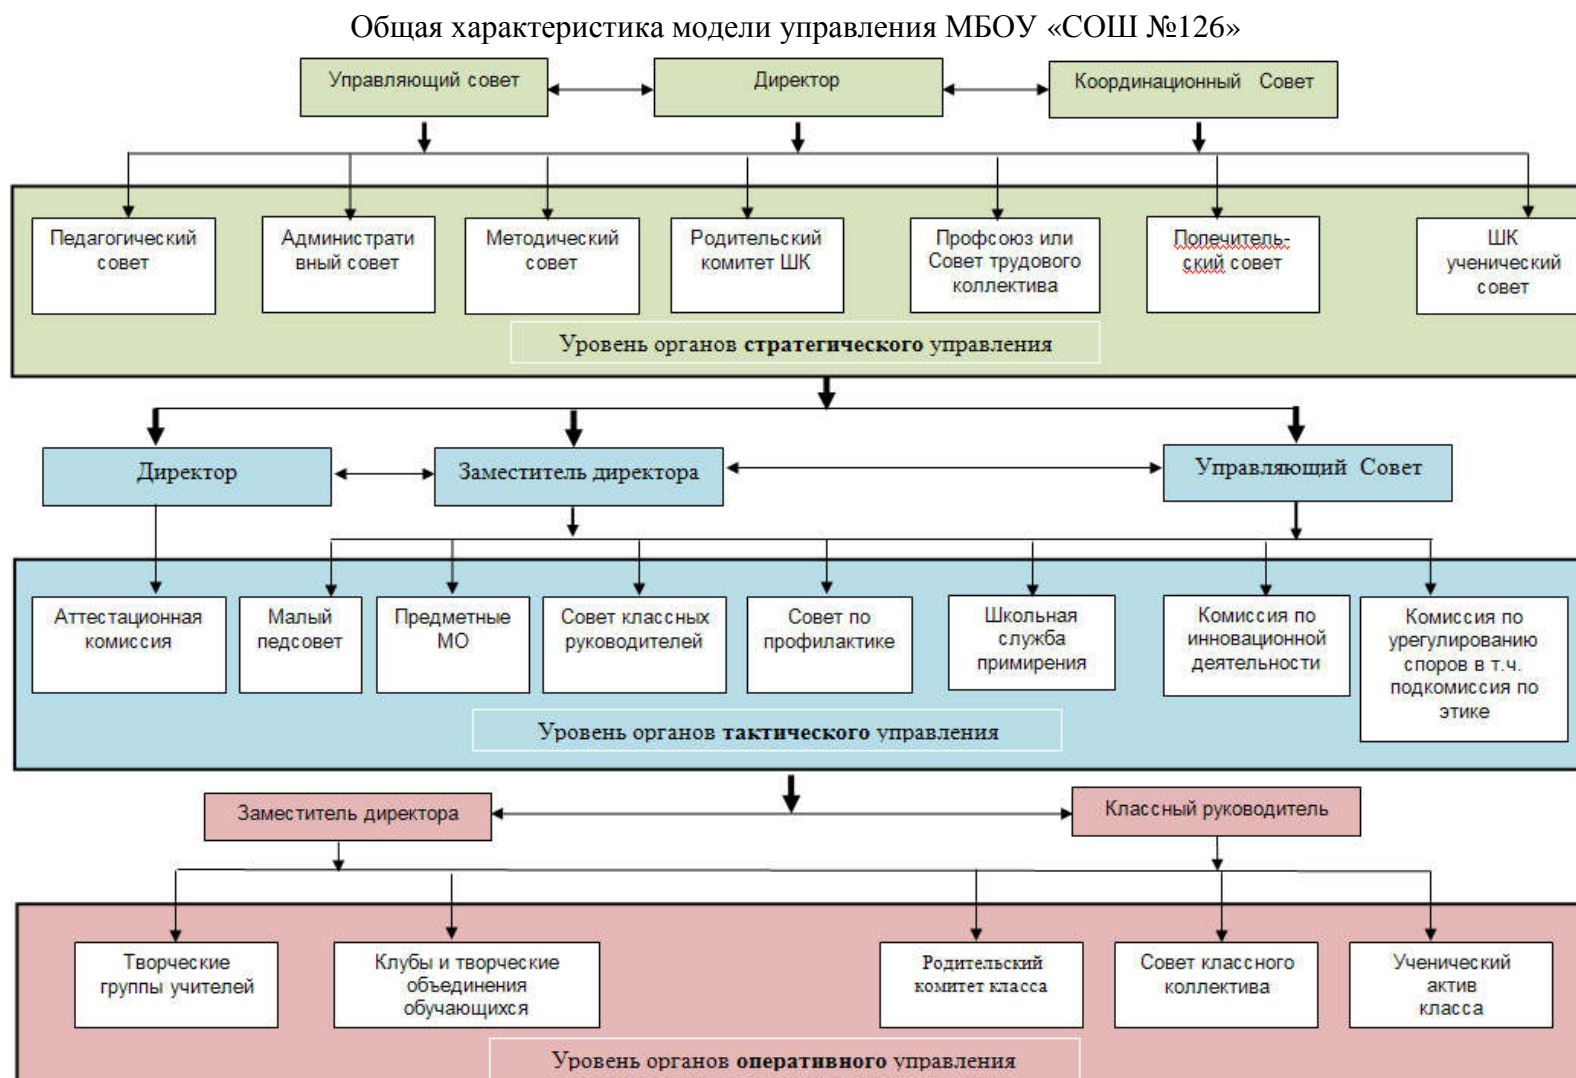 Общая характеристика модели управления МБОУ «СОШ №126»
Управляющий совет
Директор
Координационный Совет
Педагогический
совет
Администрати
вный совет
Методический
совет
Родительский
комитет ШК
Профсоюз или
Совет трудового
коллектива
Попечитель-
ский совет
ШК
ученический
совет
Уровень органов стратегического управления
Директор
Заместитель директора
Управляющий Совет
Аттестационная
комиссия
Малый
педсовет
Предметные
МО
Совет классных
руководителей
Совет по
профилактике
Школьная
служба
примирения
Комиссия по
инновационной
деятельности
Комиссия по
урегулированию
споров в т.ч.
подкомиссия по
этике
Уровень органов тактического управления
Заместитель директора
Классный руководитель
Творческие
группы учителей
Клубы и творческие
объединения
обучающихся
Родительский
комитет класса
Совет классного
коллектива
Ученический
актив
класса
Уровень органов оперативного управления